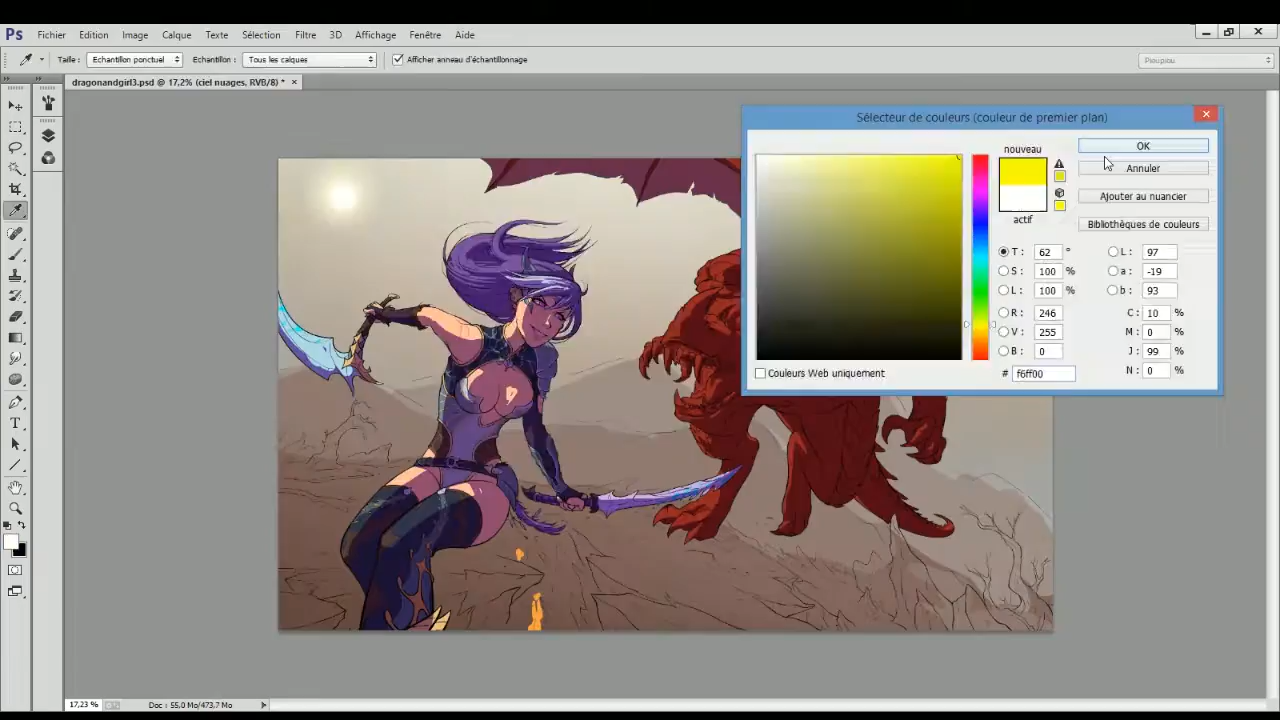 Ps Fichier Edition Image Calque Texte Sélection Filtre 3D Affichage Fenêtre Aide
Taille : Echantillon ponctuel Echantillon : Tous les calques Afficher anneau d'échantillonnage Pieupiou
dragonandgirl3.psd @ 17,2% (ciel nuages, RVB/8) *
Sélecteur de couleurs (couleur de premier plan)
nouveau
actif
OK
Annuler
Ajouter au nuancier
Bibliothèques de couleurs
T : 62 °
S : 100 %
L : 100 %
R : 246
V : 255
B : 0
# f6ff00
L : 97
a : -19
b : 93
C : 10 %
M : 0 %
J : 99 %
N : 0 %
Couleurs Web uniquement
17,23 % Doc : 55,0 Mo/473,7 Mo